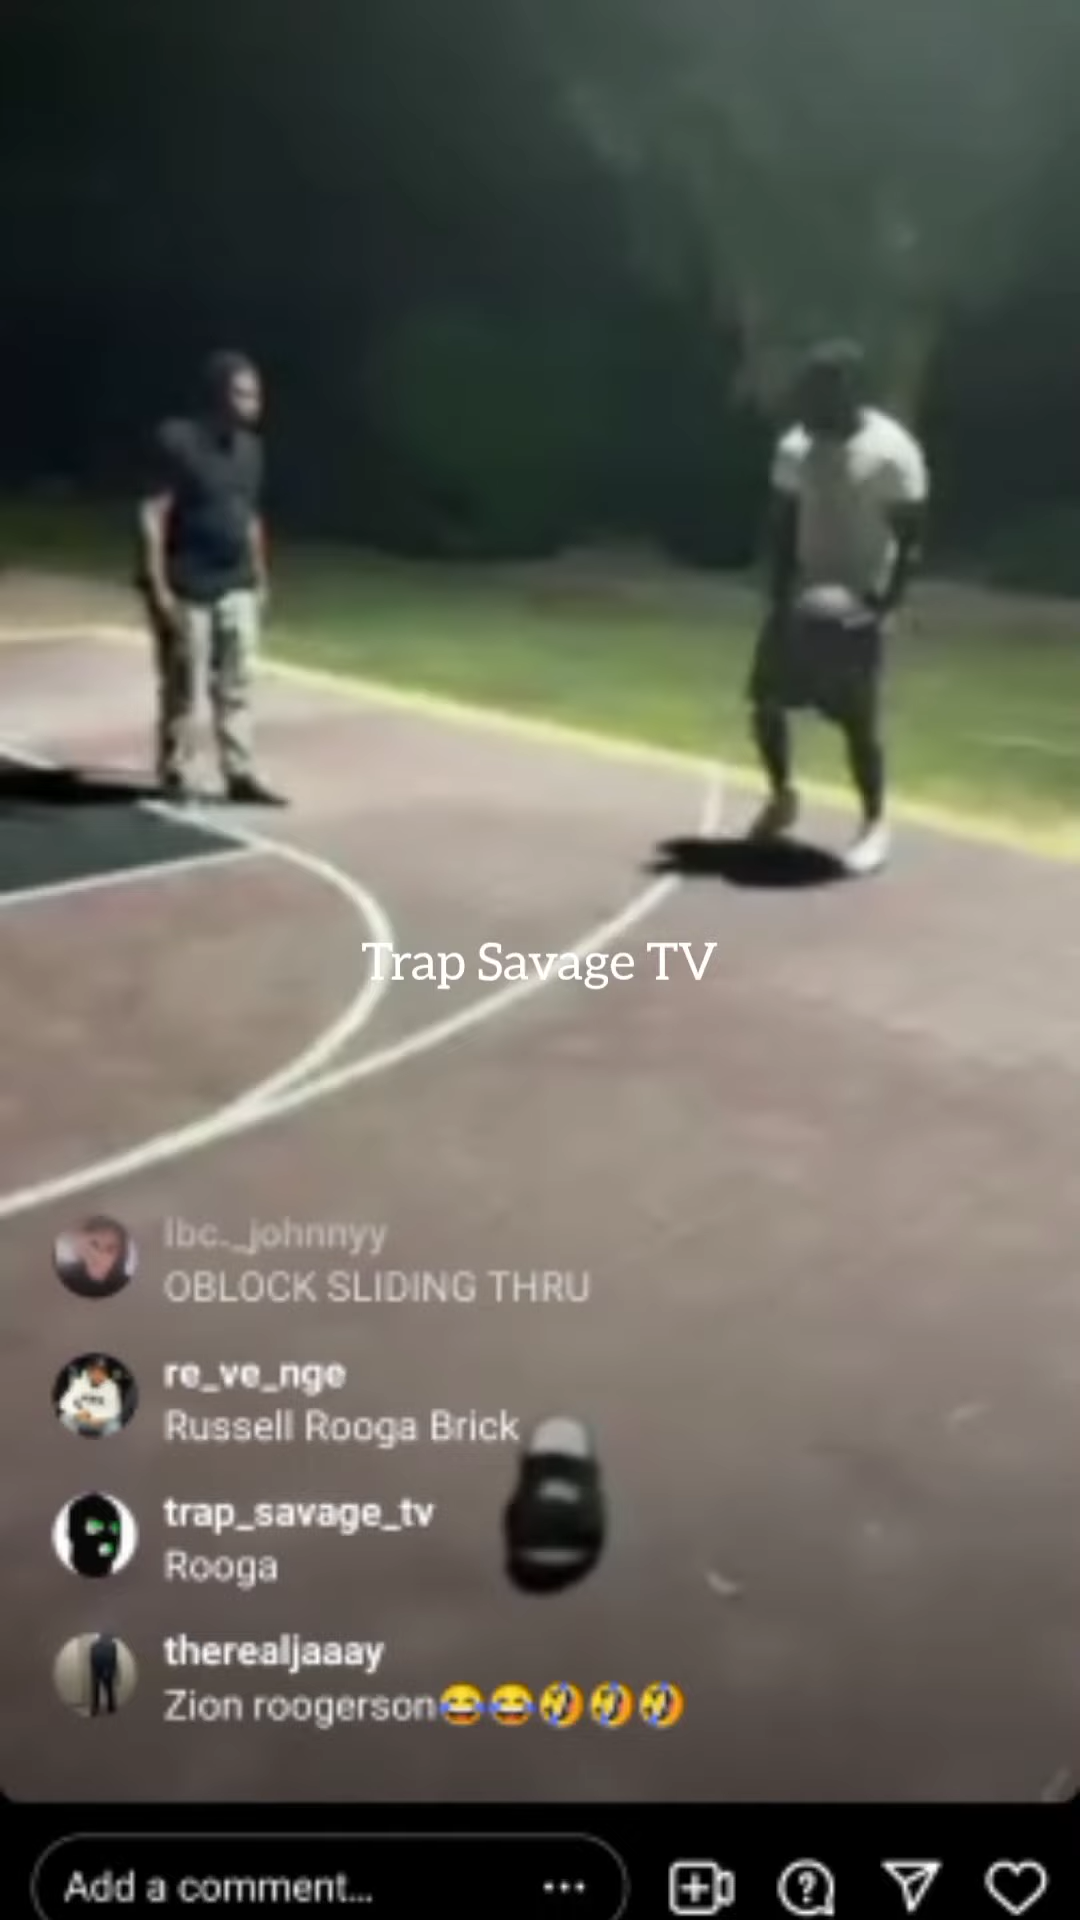 Trap Savage TV
lbc._johnnyy
OBLOCK SLIDING THRU
re_ve_nge
Russell Rooga Brick
trap_savage_tv
Rooga
therealjaaay
Zion roogerson😂😂🤣🤣🤣
Add a comment...